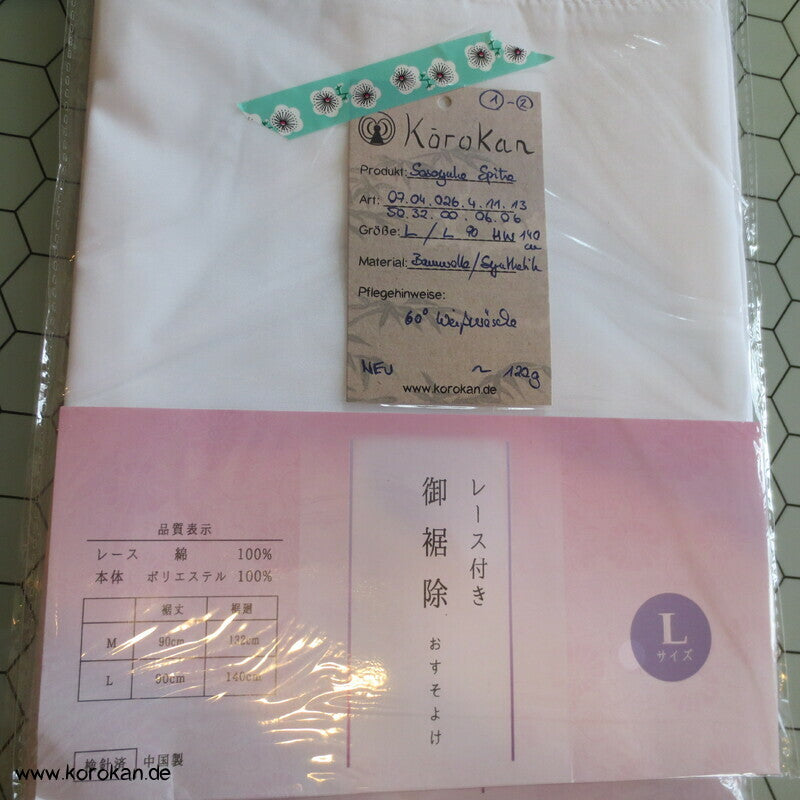 ①-②
KōroKan
Produkt: Sosoyuke Spitze
Art: 07.04.026.4.11.13
50.32.00.06.06
Größe: L / L 90 HW 140 cm
Material: Baumwolle/Synthetik
Pflegehinweise:
60° Weißwäsche
NEU ~ 122g
www.korokan.de
レース付き
御裾除 おすそよけ
品質表示
レース 綿 100%
本体 ポリエステル 100%
裾丈 裾廻
M 90cm 132cm
L 90cm 140cm
検針済 中国製
L
サイズ
www.korokan.de